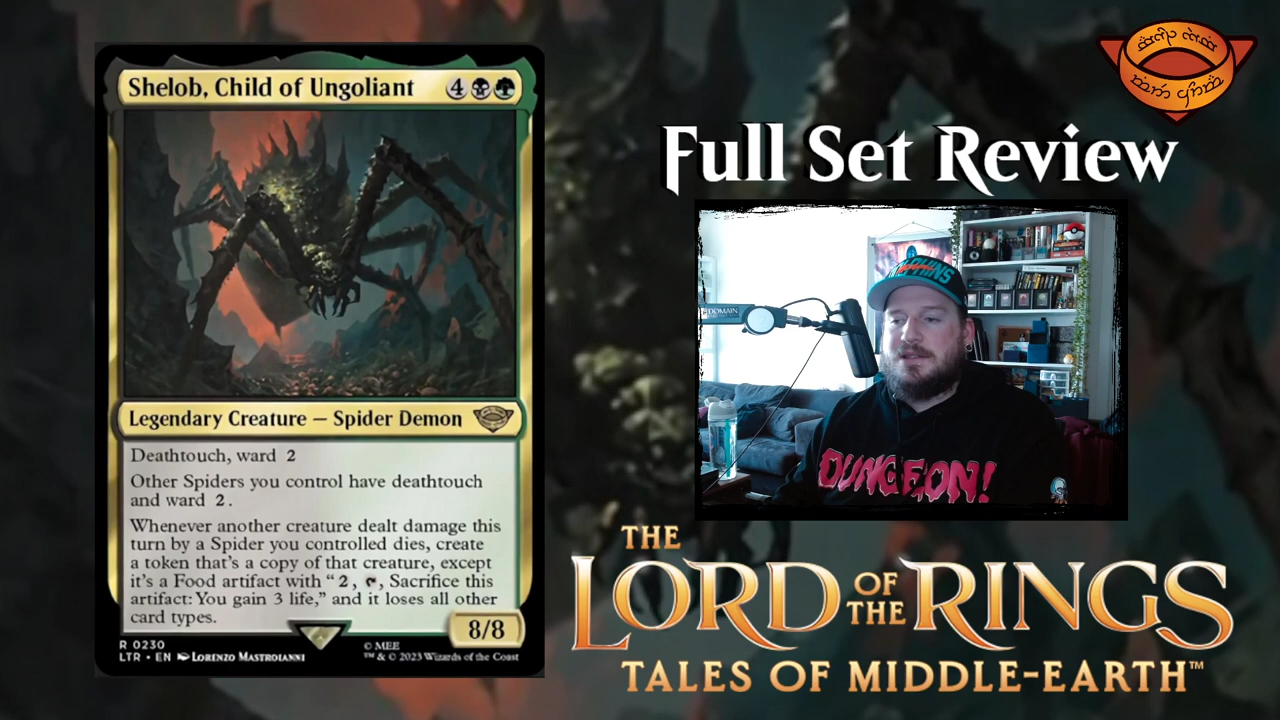 Shelob, Child of Ungoliant 4
Legendary Creature — Spider Demon
Deathtouch, ward 2
Other Spiders you control have deathtouch
and ward 2.
Whenever another creature dealt damage this
turn by a Spider you controlled dies, create
a token that's a copy of that creature, except
it's a Food artifact with “2, , Sacrifice this
artifact: You gain 3 life,” and it loses all other
card types.
8/8
R 0230
LTR • EN Lorenzo Mastroianni
© MEE
™ & © 2023 Wizards of the Coast
Full Set Review
DOLPHINS
DOMAIN
DUNGEON!
THE
LORD OF THE RINGS
TALES OF MIDDLE-EARTH™